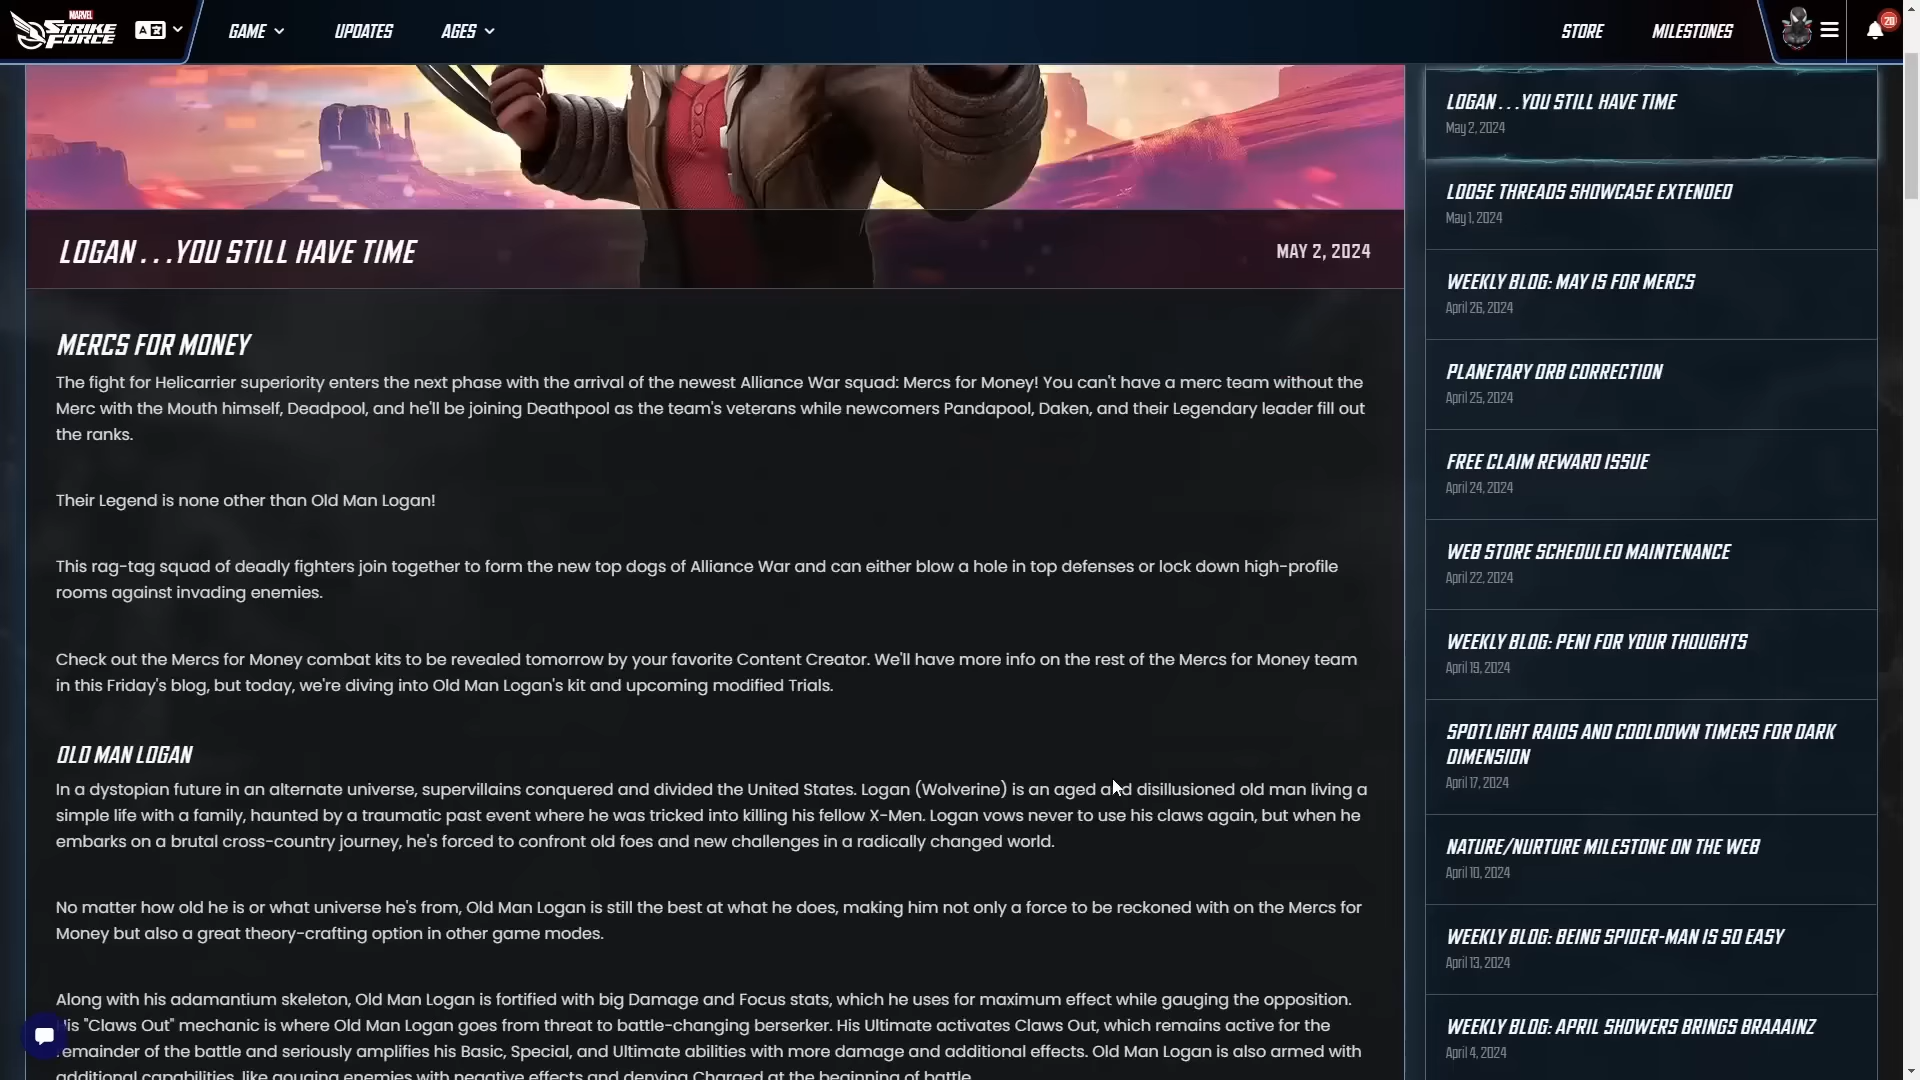 MARVEL
STRIKE
FORCE
GAME
UPDATES
AGES
STORE
MILESTONES
20
LOGAN . . .YOU STILL HAVE TIME
MAY 2, 2024
MERCS FOR MONEY
The fight for Helicarrier superiority enters the next phase with the arrival of the newest Alliance War squad: Mercs for Money! You can't have a merc team without the
Merc with the Mouth himself, Deadpool, and he'll be joining Deathpool as the team's veterans while newcomers Pandapool, Daken, and their Legendary leader fill out
the ranks.
Their Legend is none other than Old Man Logan!
This rag-tag squad of deadly fighters join together to form the new top dogs of Alliance War and can either blow a hole in top defenses or lock down high-profile
rooms against invading enemies.
Check out the Mercs for Money combat kits to be revealed tomorrow by your favorite Content Creator. We'll have more info on the rest of the Mercs for Money team
in this Friday's blog, but today, we're diving into Old Man Logan's kit and upcoming modified Trials.
OLD MAN LOGAN
In a dystopian future in an alternate universe, supervillains conquered and divided the United States. Logan (Wolverine) is an aged and disillusioned old man living a
simple life with a family, haunted by a traumatic past event where he was tricked into killing his fellow X-Men. Logan vows never to use his claws again, but when he
embarks on a brutal cross-country journey, he's forced to confront old foes and new challenges in a radically changed world.
No matter how old he is or what universe he's from, Old Man Logan is still the best at what he does, making him not only a force to be reckoned with on the Mercs for
Money but also a great theory-crafting option in other game modes.
Along with his adamantium skeleton, Old Man Logan is fortified with big Damage and Focus stats, which he uses for maximum effect while gauging the opposition.
His "Claws Out" mechanic is where Old Man Logan goes from threat to battle-changing berserker. His Ultimate activates Claws Out, which remains active for the
remainder of the battle and seriously amplifies his Basic, Special, and Ultimate abilities with more damage and additional effects. Old Man Logan is also armed with
additional capabilities, like gouging enemies with negative effects and denying Charged at the beginning of battle.
LOGAN . . .YOU STILL HAVE TIME
May 2, 2024
LOOSE THREADS SHOWCASE EXTENDED
May 1, 2024
WEEKLY BLOG: MAY IS FOR MERCS
April 26, 2024
PLANETARY ORB CORRECTION
April 25, 2024
FREE CLAIM REWARD ISSUE
April 24, 2024
WEB STORE SCHEDULED MAINTENANCE
April 22, 2024
WEEKLY BLOG: PENI FOR YOUR THOUGHTS
April 19, 2024
SPOTLIGHT RAIDS AND COOLDOWN TIMERS FOR DARK
DIMENSION
April 17, 2024
NATURE/NURTURE MILESTONE ON THE WEB
April 10, 2024
WEEKLY BLOG: BEING SPIDER-MAN IS SO EASY
April 13, 2024
WEEKLY BLOG: APRIL SHOWERS BRINGS BRAAAINZ
April 4, 2024